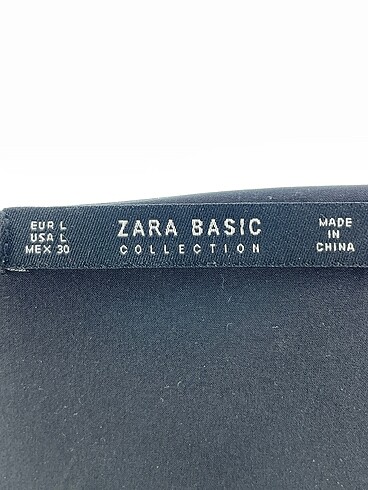 EUR L
USA L
MEX 30
ZARA BASIC
COLLECTION
MADE
IN
CHINA